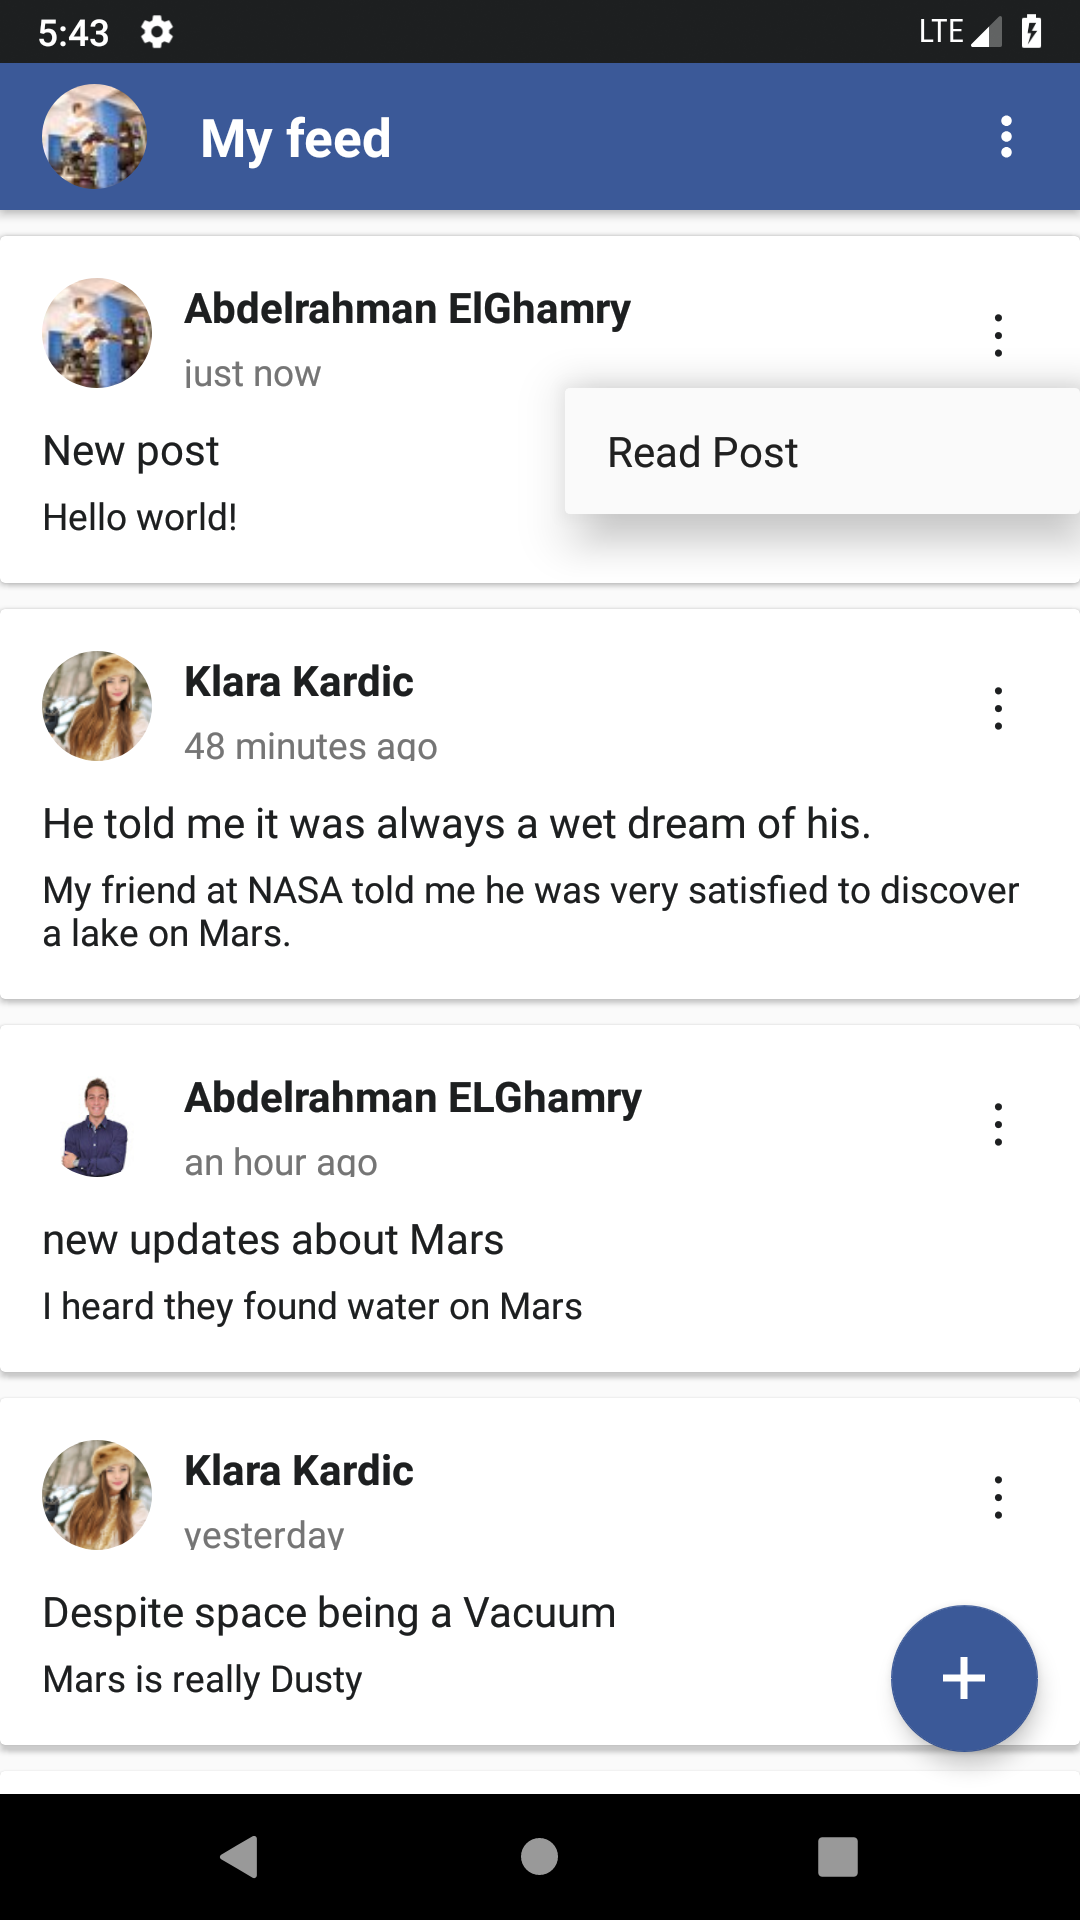 5:43
LTE
My feed
Abdelrahman ElGhamry
just now
Read Post
New post
Hello world!
Klara Kardic
48 minutes ago
He told me it was always a wet dream of his.
My friend at NASA told me he was very satisfied to discover
a lake on Mars.
Abdelrahman ELGhamry
an hour ago
new updates about Mars
I heard they found water on Mars
Klara Kardic
yesterday
Despite space being a Vacuum
Mars is really Dusty